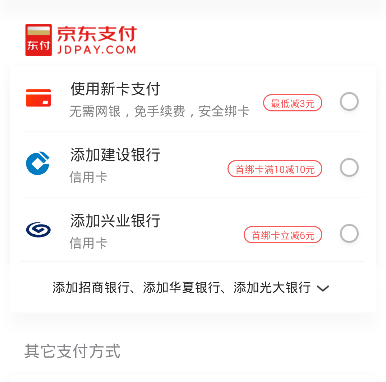 东付 京东支付
JDPAY.COM
使用新卡支付
无需网银，免手续费，安全绑卡 最低减3元
添加建设银行
信用卡 首绑卡满10减10元
添加兴业银行
信用卡 首绑卡立减6元
添加招商银行、添加华夏银行、添加光大银行
其它支付方式